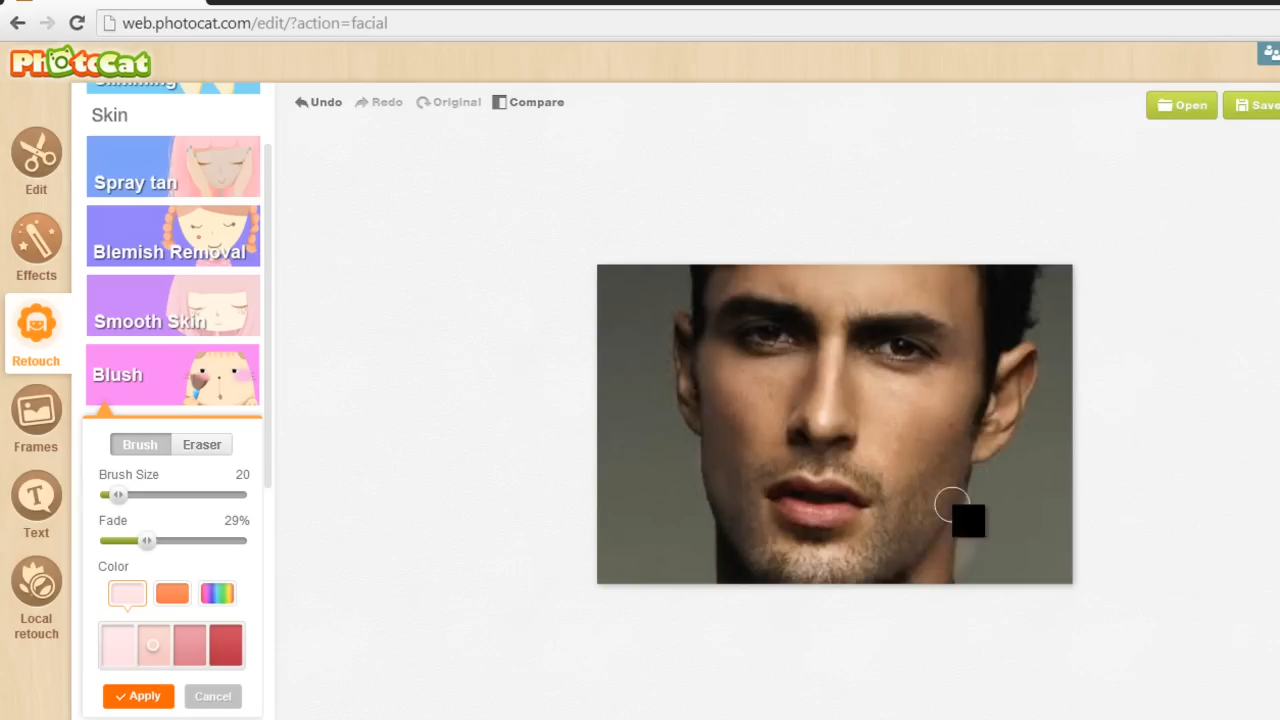 web.photocat.com/edit/?action=facial
PhotoCat
Slimming
Skin
Undo Redo Original Compare
Open Save
Spray tan
Blemish Removal
Smooth Skin
Blush
Edit
Effects
Retouch
Frames
Text
Local
retouch
Brush Eraser
Brush Size 20
Fade 29%
Color
Apply Cancel